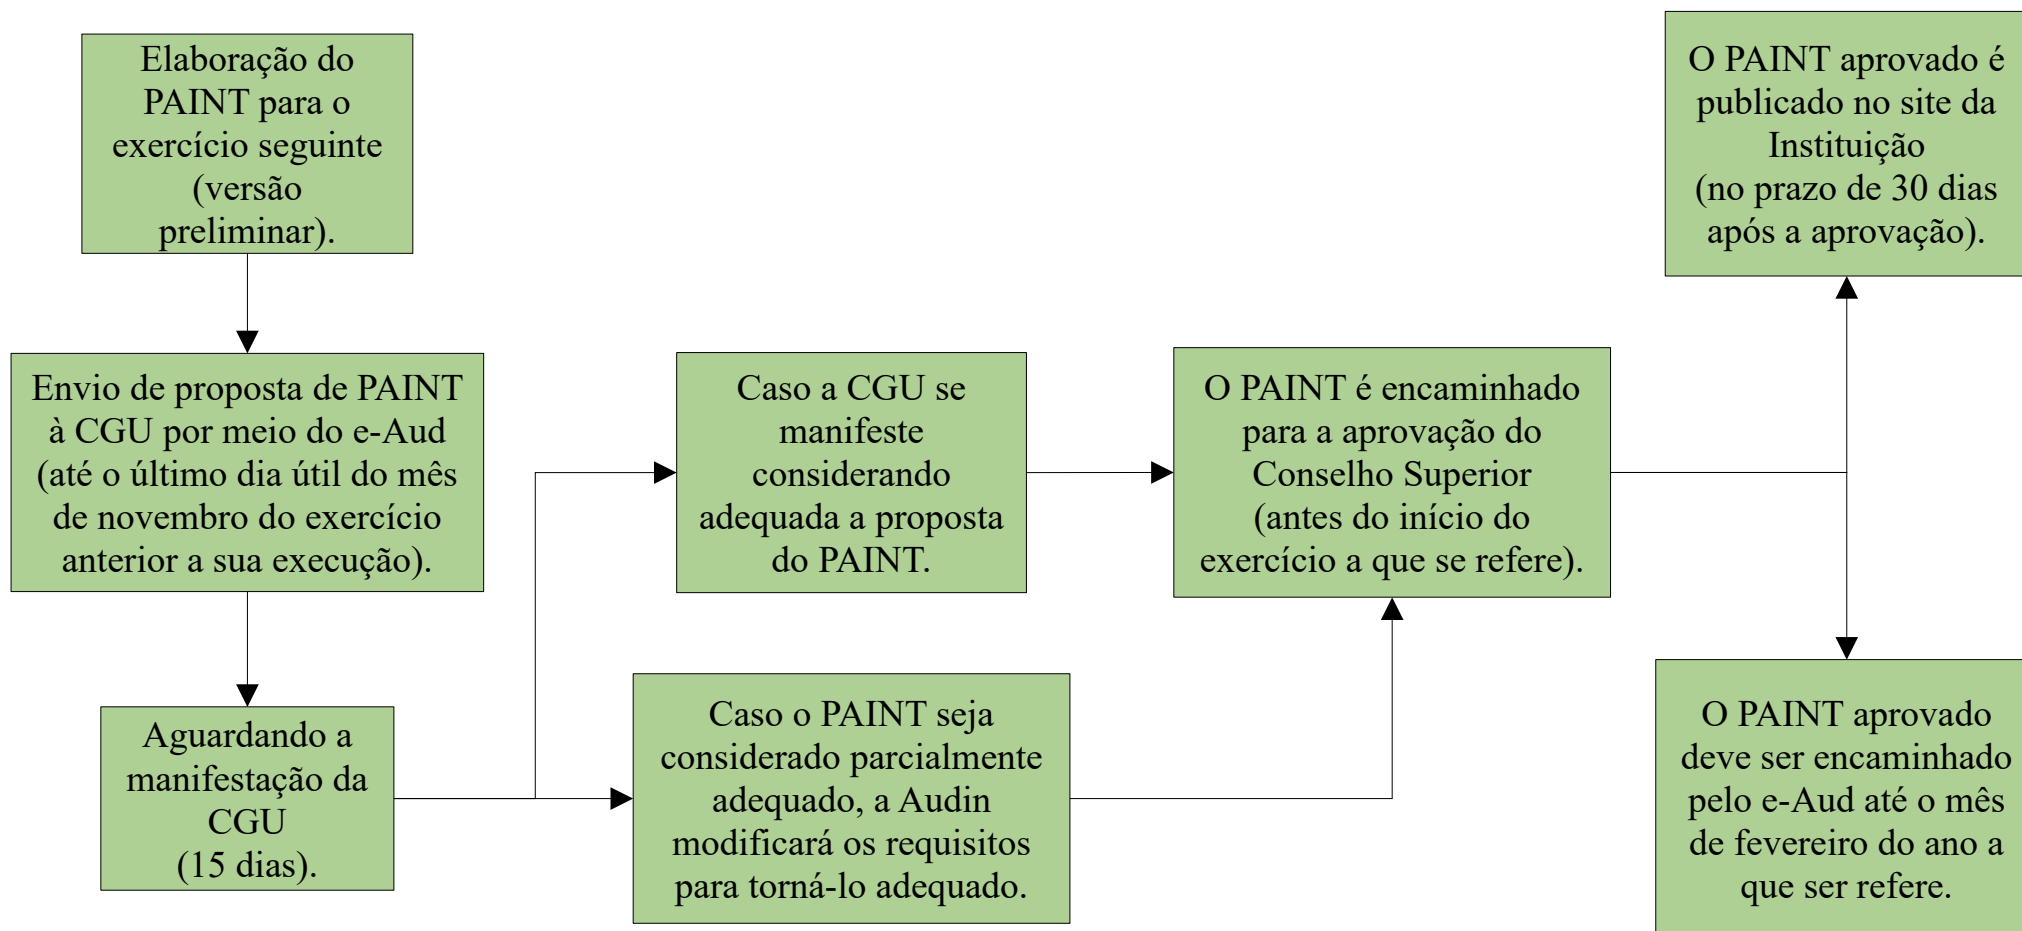 Elaboração do
PAINT para o
exercício seguinte
(versão
preliminar).
Envio de proposta de PAINT
à CGU por meio do e-Aud
(até o último dia útil do mês
de novembro do exercício
anterior a sua execução).
Aguardando a
manifestação da
CGU
(15 dias).
Caso a CGU se
manifeste
considerando
adequada a proposta
do PAINT.
Caso o PAINT seja
considerado parcialmente
adequado, a Audin
modificará os requisitos
para torná-lo adequado.
O PAINT é encaminhado
para a aprovação do
Conselho Superior
(antes do início do
exercício a que se refere).
O PAINT aprovado é
publicado no site da
Instituição
(no prazo de 30 dias
após a aprovação).
O PAINT aprovado
deve ser encaminhado
pelo e-Aud até o mês
de fevereiro do ano a
que ser refere.